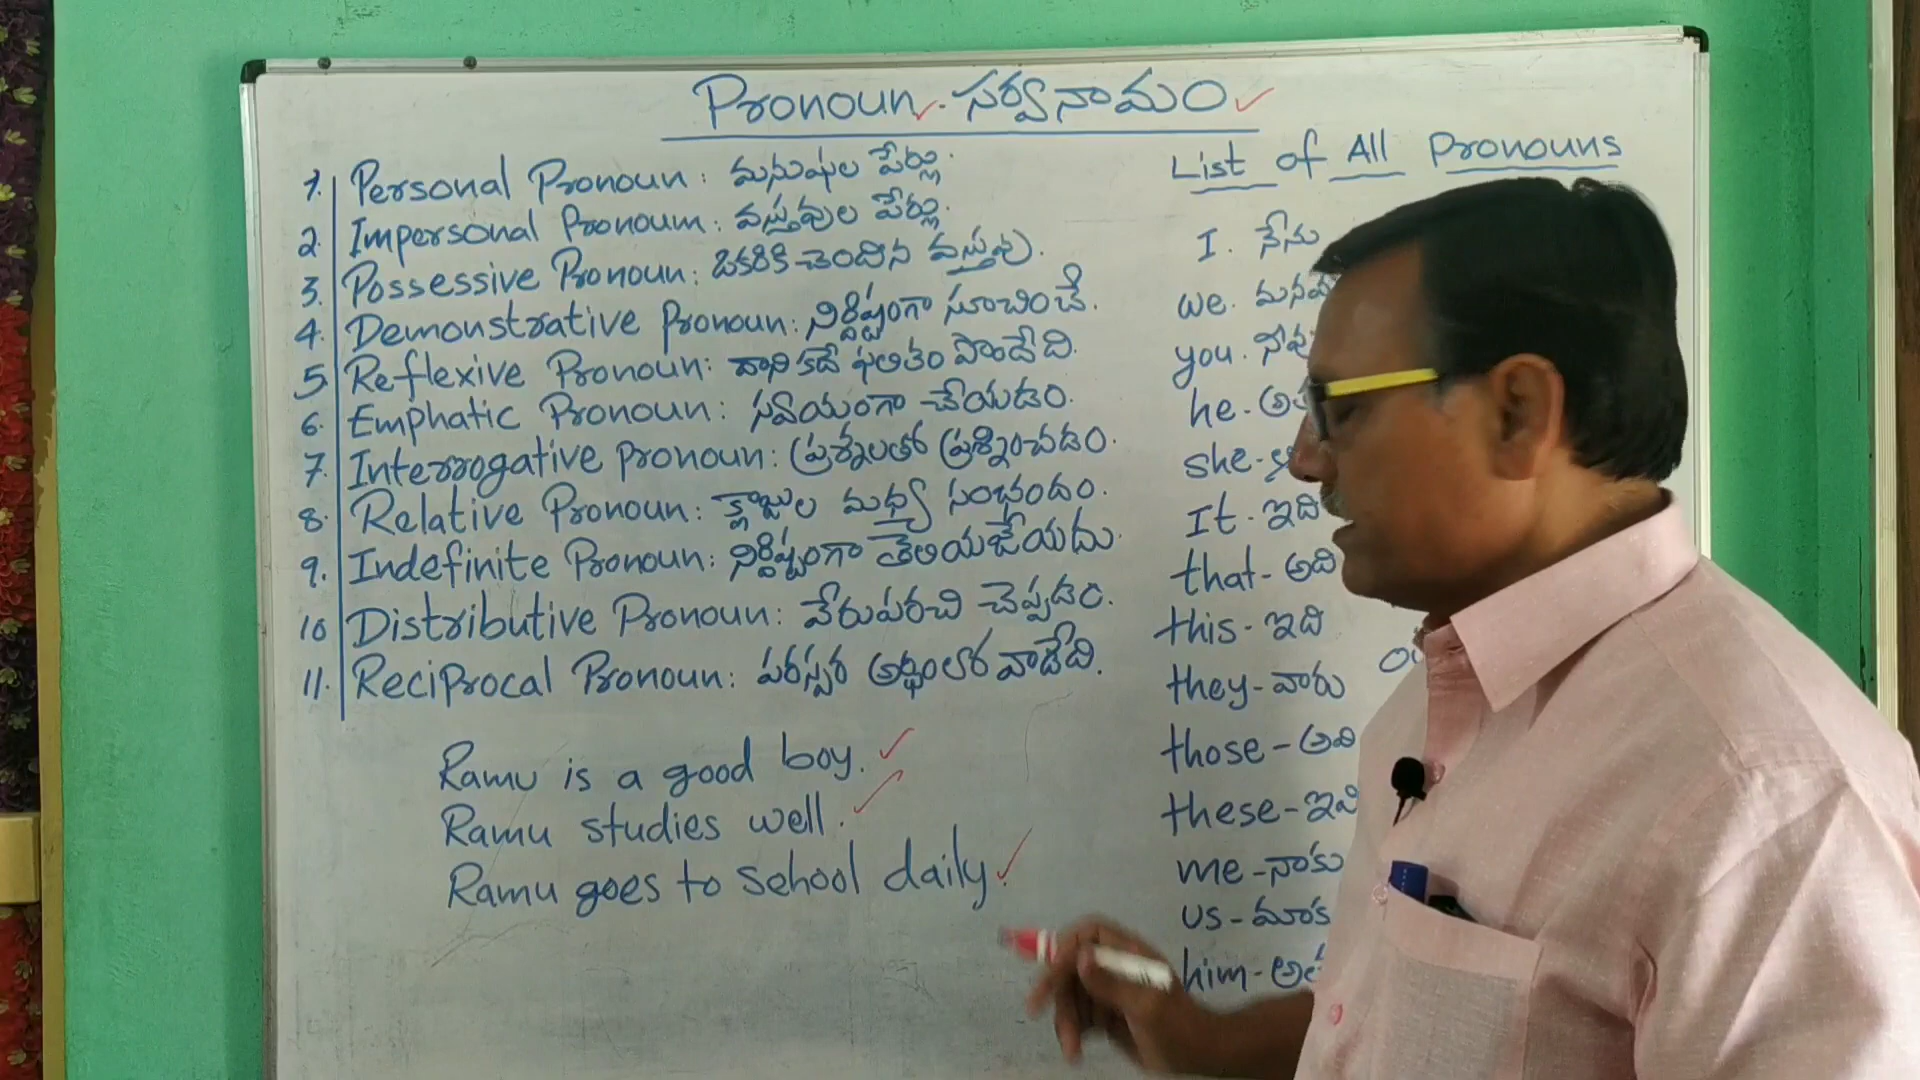 Pronoun. సర్వనామం
1. Personal Pronoun: మనుషుల పేర్లు.
2. Impersonal Pronoum: వస్తువుల పేర్లు.
3. Possessive Pronoun: ఒకరికి చెందిన వస్తువు.
4. Demonstrative Pronoun: నిర్దిష్టంగా సూచించే.
5 Reflexive Pronoun: దానికదే ఫలితం పొందేది.
6. Emphatic Pronoun: స్వయంగా చేయడం.
7. Interrogative pronoun: ప్రశ్నలతో ప్రశ్నించడం.
8. Relative Pronoun: క్లాజుల మధ్య సంభందం.
9. Indefinite Pronoun: నిర్దిష్టంగా తెలియజేయదు.
10 Distributive Pronoun: వేరుపరచి చెప్పడం.
11. Reciprocal Pronoun: పరస్పర అర్థంలో వాడేది.
Ramu is a good boy.
Ramu studies well.
Ramu goes to School daily.
List of All Pronouns
I. నేను
we.
you.
he-
she-
It. ఇది
that- అది
this- ఇది
they- వారు
those-అవి
these-ఇవి
me-నాకు
us-
him-